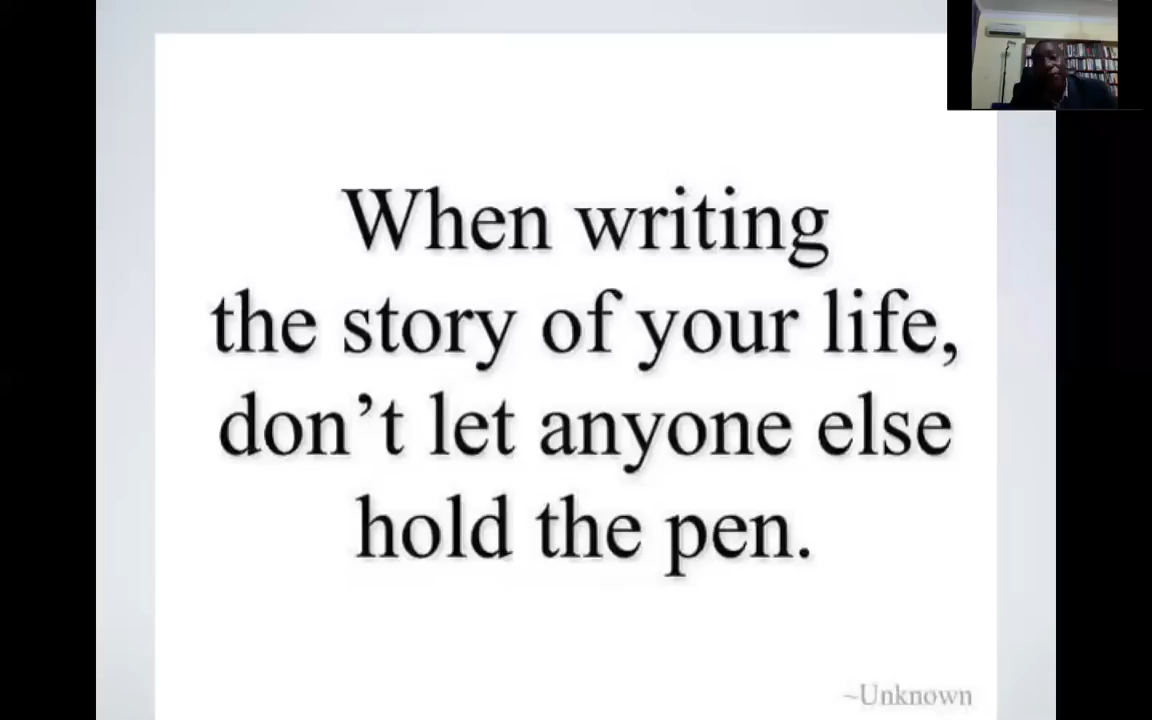 When writing
the story of your life,
don’t let anyone else
hold the pen.
~Unknown